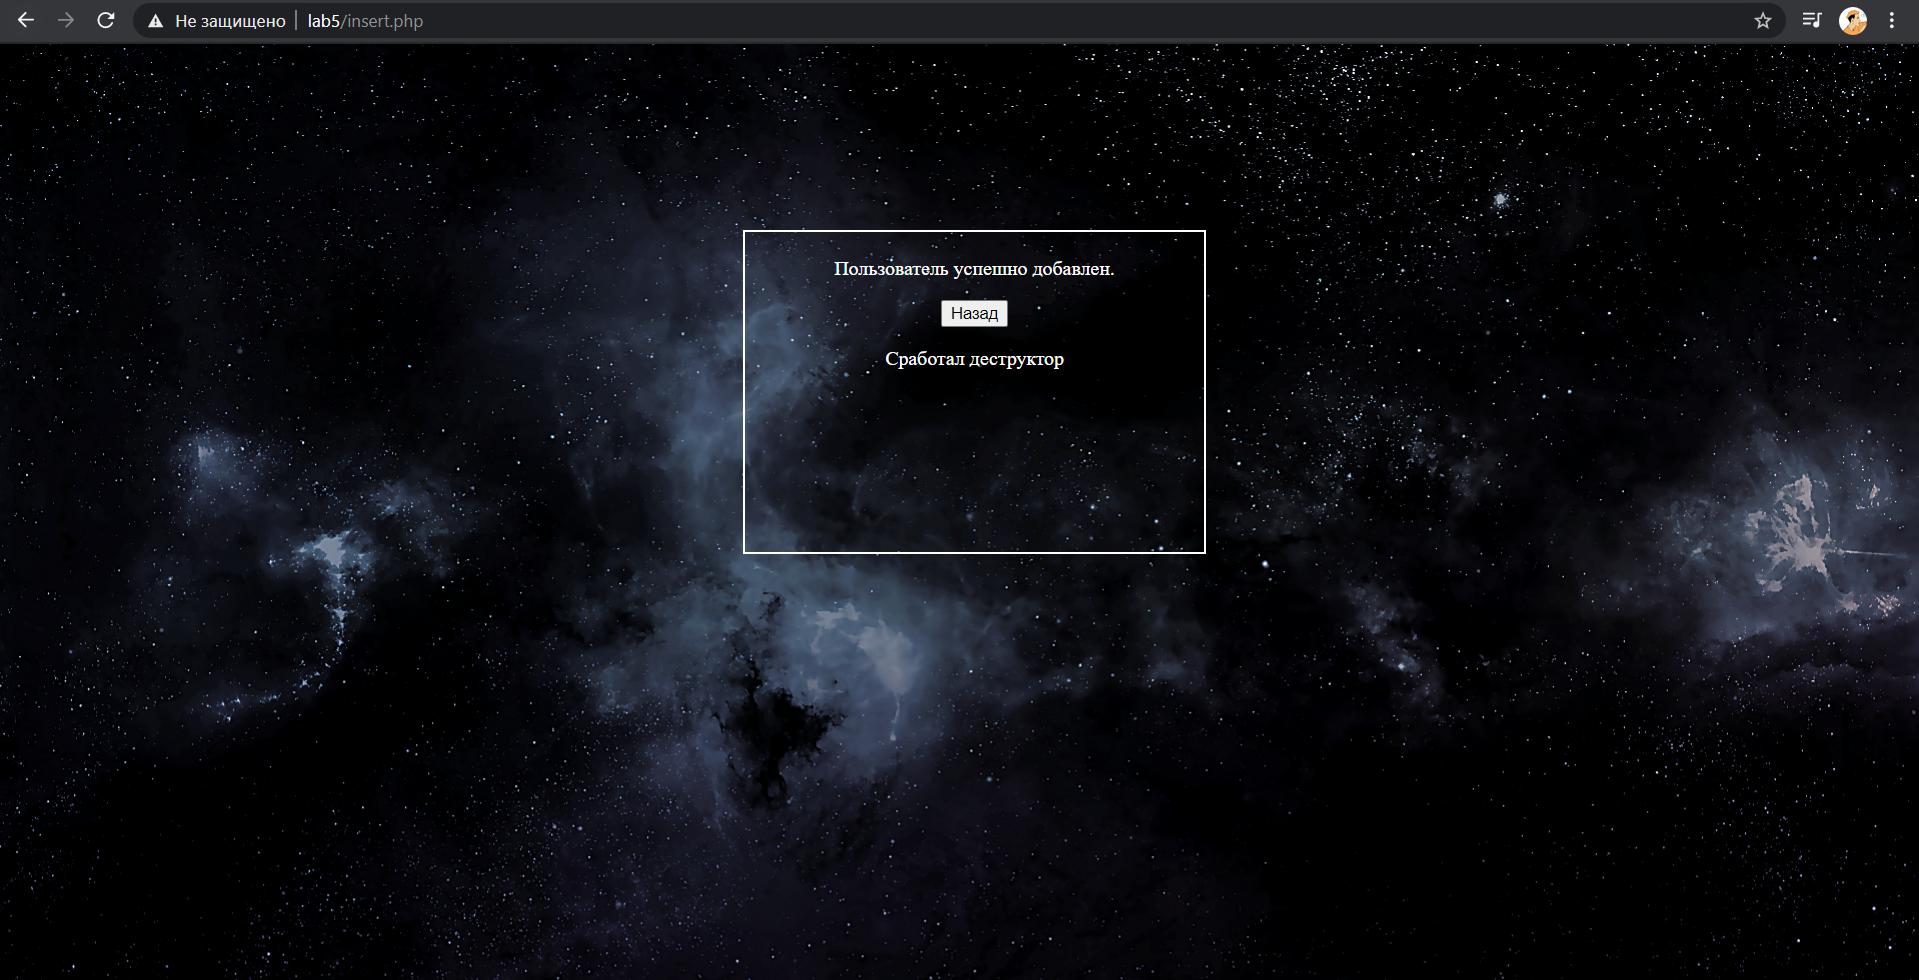 Не защищено lab5/insert.php
Пользователь успешно добавлен.
Назад
Сработал деструктор